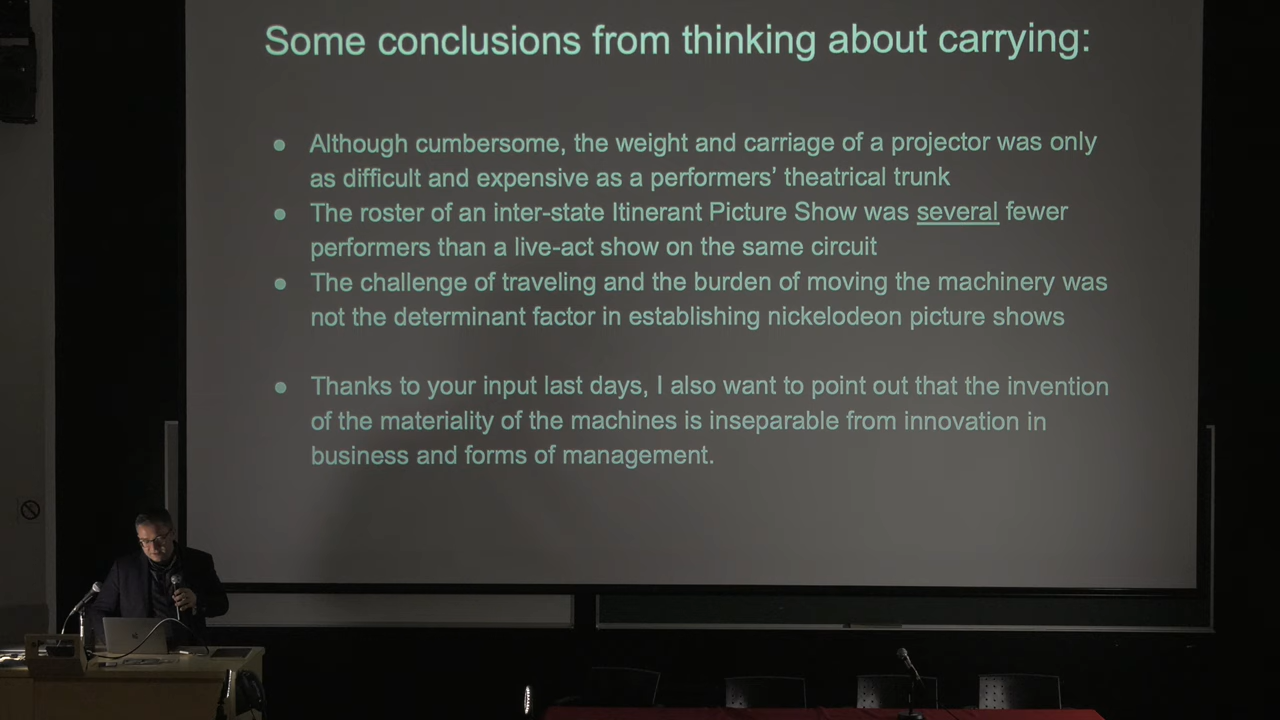 Some conclusions from thinking about carrying:
● Although cumbersome, the weight and carriage of a projector was only
as difficult and expensive as a performers’ theatrical trunk
● The roster of an inter-state Itinerant Picture Show was several fewer
performers than a live-act show on the same circuit
● The challenge of traveling and the burden of moving the machinery was
not the determinant factor in establishing nickelodeon picture shows
● Thanks to your input last days, I also want to point out that the invention
of the materiality of the machines is inseparable from innovation in
business and forms of management.